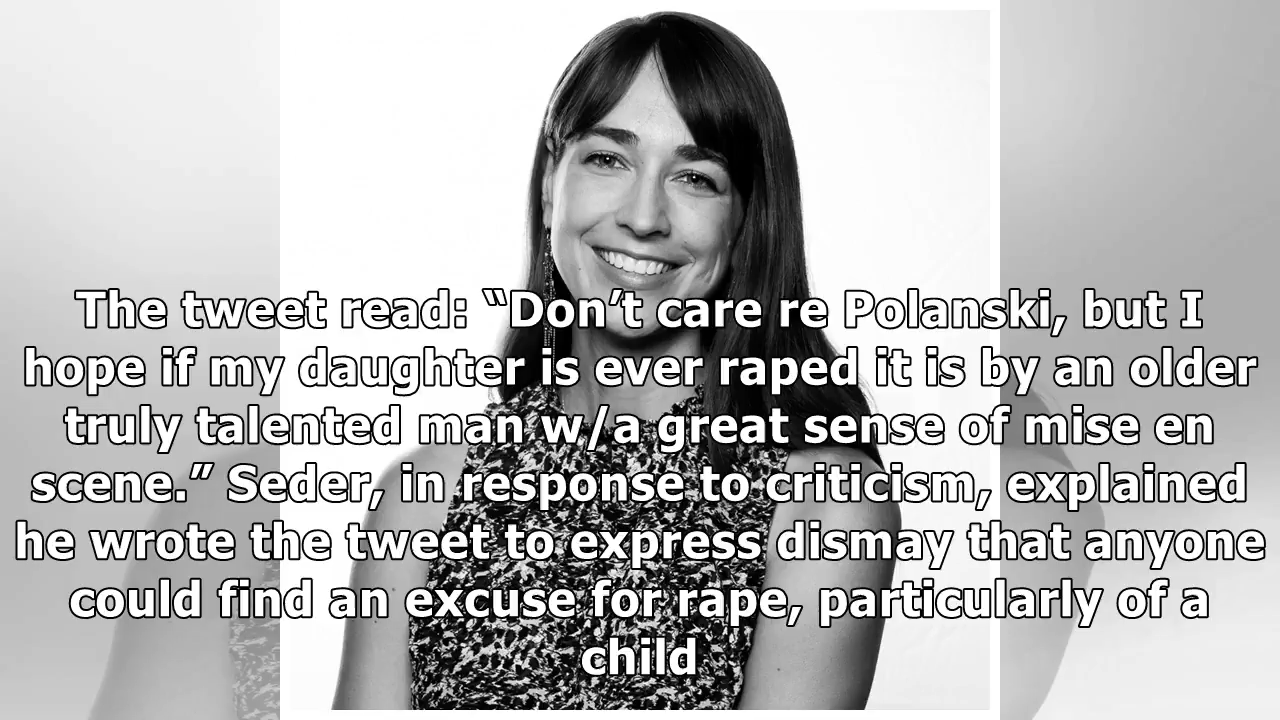 The tweet read: “Don’t care re Polanski, but I
hope if my daughter is ever raped it is by an older
truly talented man w/a great sense of mise en
scene.” Seder, in response to criticism, explained
he wrote the tweet to express dismay that anyone
could find an excuse for rape, particularly of a
child